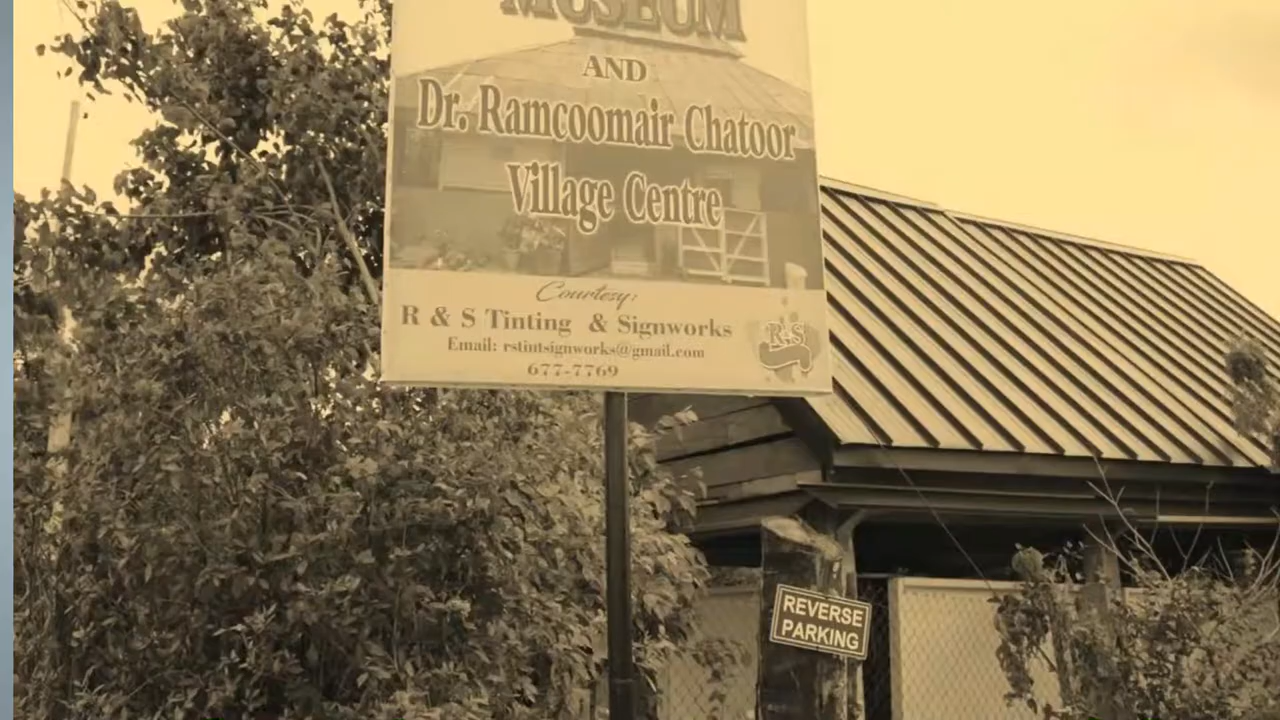 MUSEUM
AND
Dr. Ramcoomair Chatoor
Village Centre
Courtesy:
R & S Tinting & Signworks
Email: rstintsignworks@gmail.com
677-7769
R&S
REVERSE
PARKING